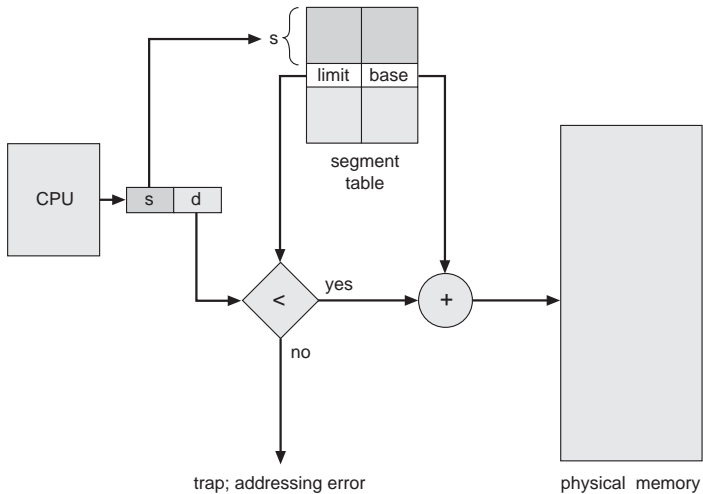 s
limit base
segment
table
CPU
s d
<
yes
+
no
trap; addressing error
physical memory